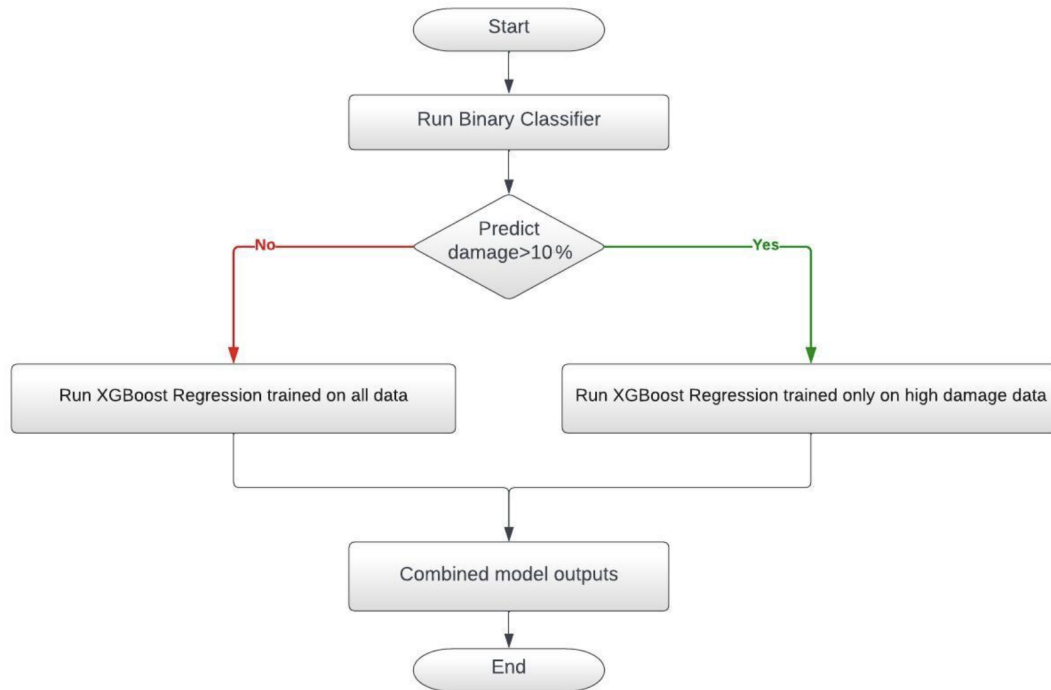 Start
Run Binary Classifier
Predict
damage>10%
No
Yes
Run XGBoost Regression trained on all data
Run XGBoost Regression trained only on high damage data
Combined model outputs
End